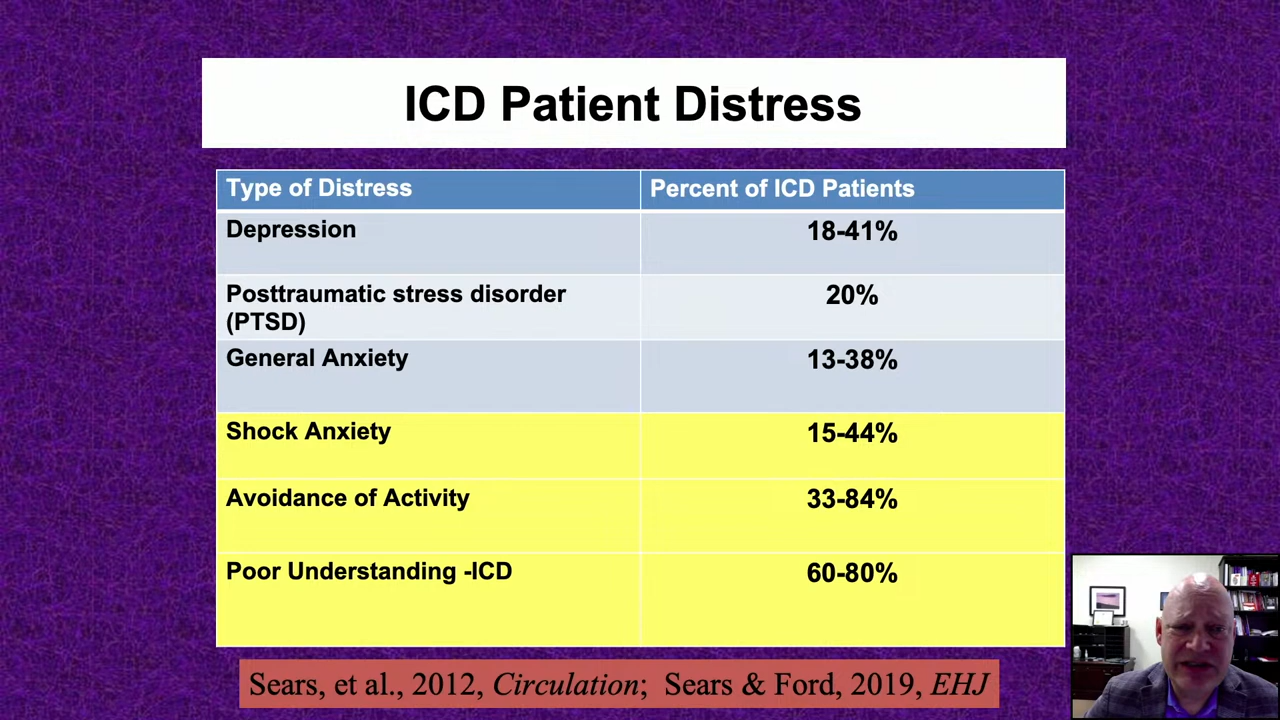 ICD Patient Distress
Type of Distress Percent of ICD Patients
Depression 18-41%
Posttraumatic stress disorder 20%
(PTSD)
General Anxiety 13-38%
Shock Anxiety 15-44%
Avoidance of Activity 33-84%
Poor Understanding -ICD 60-80%
Sears, et al., 2012, Circulation; Sears & Ford, 2019, EHJ